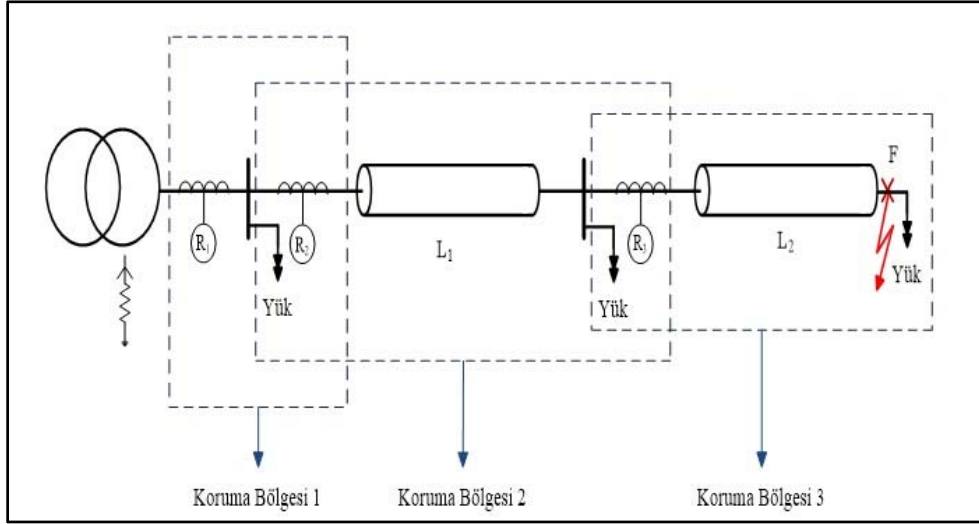 F
R₁
R₂
R₃
L₁
L₂
Yük
Yük
Yük
Koruma Bölgesi 1
Koruma Bölgesi 2
Koruma Bölgesi 3